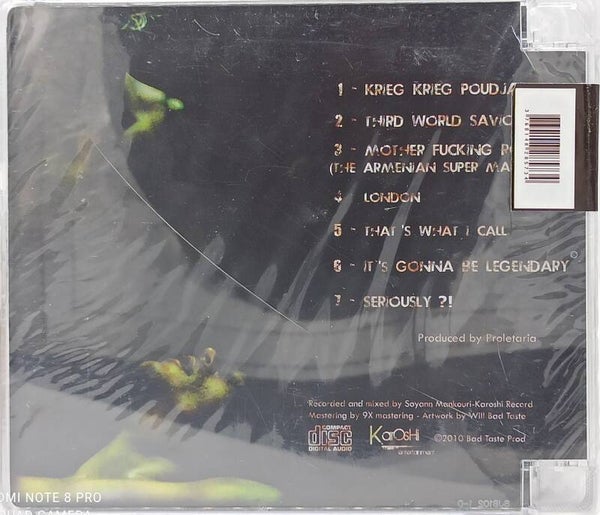 1 - KRIEG KRIEG POUDJA
2 - THIRD WORLD SAVIO
3 - MOTHER FUCKING
(THE ARMENIAN SUPER MA
4 LONDON
5 - THAT'S WHAT I CALL
6 - IT'S GONNA BE LEGENDARY
7 - SERIOUSLY ?!
Produced by Proletaria
Recorded and mixed by Sayann Mankouri-Karoshi Record
Mastering by 9X mastering - Artwork by Will Bad Taste
COMPACT
disc
DIGITAL AUDIO
KarOshi
entertainment
©2010 Bad Taste Prod
OMI NOTE 8 PRO